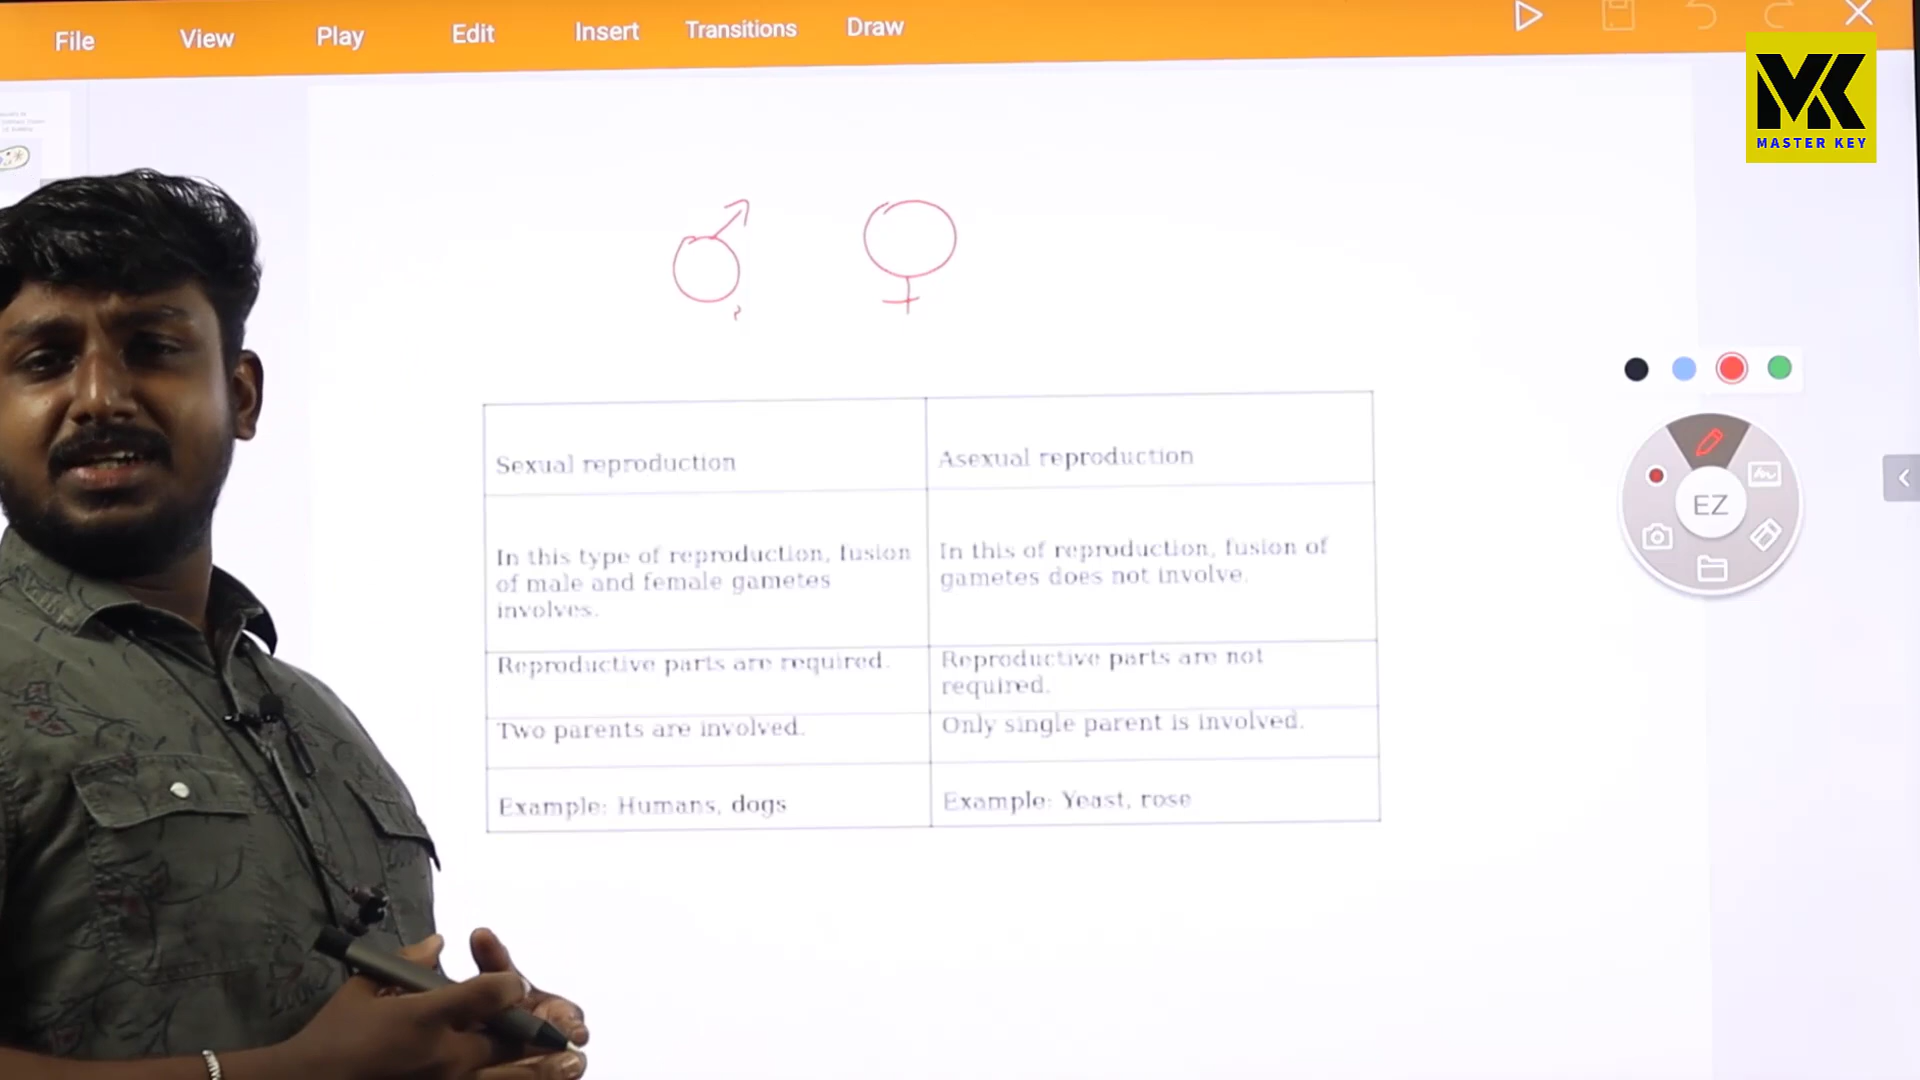 File View Play Edit Insert Transitions Draw
MK
MASTER KEY
EZ
Sexual reproduction
Asexual reproduction
In this type of reproduction, fusion
of male and female gametes
involves.
In this of reproduction, fusion of
gametes does not involve.
Reproductive parts are required.
Reproductive parts are not
required.
Two parents are involved.
Only single parent is involved.
Example: Humans, dogs
Example: Yeast, rose